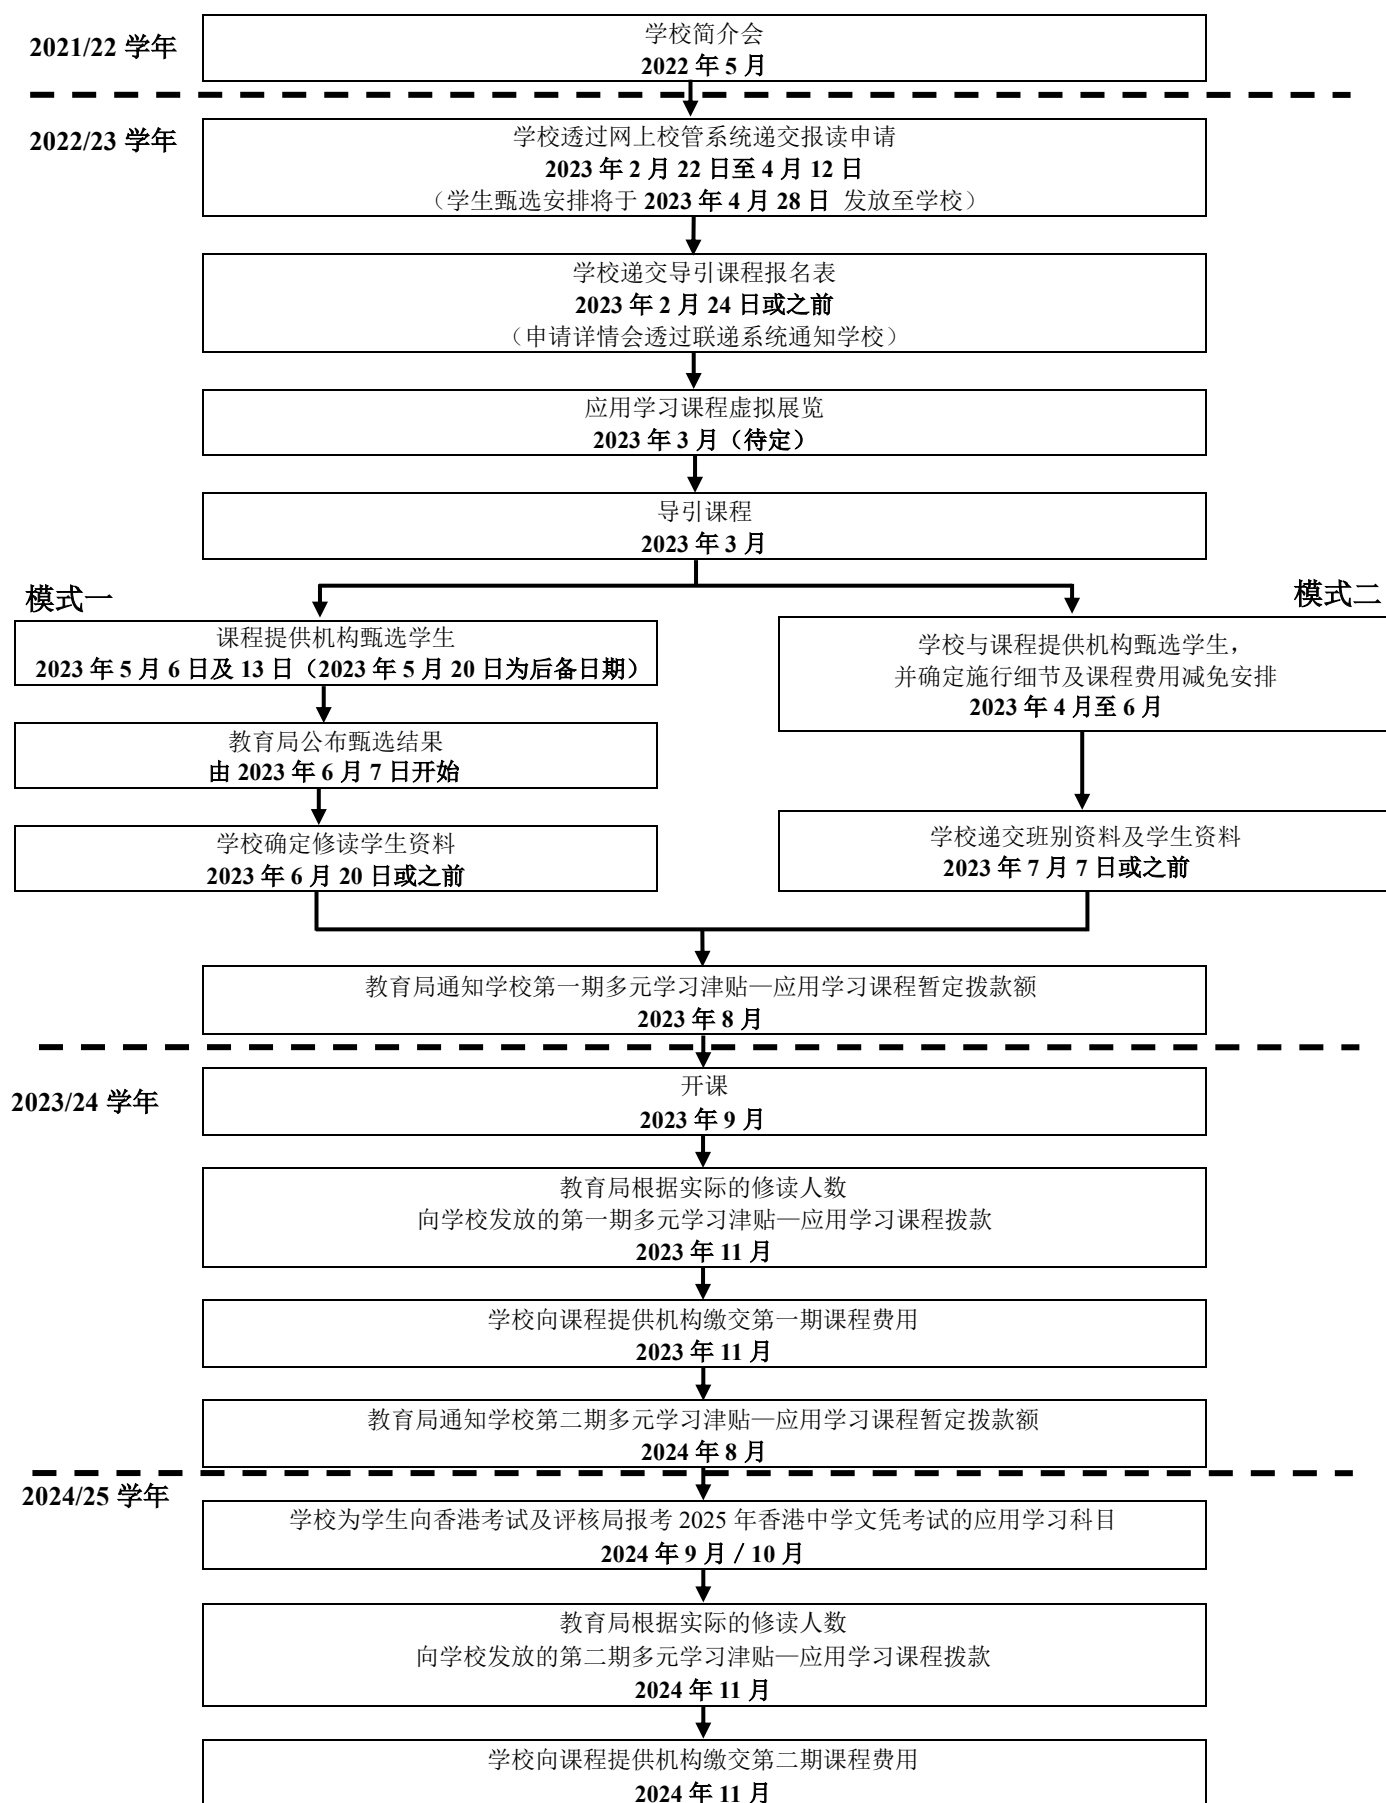 2021/22 学年
学校简介会
2022 年 5 月
2022/23 学年
学校透过网上校管系统递交报读申请
2023 年 2 月 22 日至 4 月 12 日
（学生甄选安排将于 2023 年 4 月 28 日 发放至学校）
学校递交导引课程报名表
2023 年 2 月 24 日或之前
（申请详情会透过联递系统通知学校）
应用学习课程虚拟展览
2023 年 3 月（待定）
导引课程
2023 年 3 月
模式一
课程提供机构甄选学生
2023 年 5 月 6 日及 13 日（2023 年 5 月 20 日为后备日期）
教育局公布甄选结果
由 2023 年 6 月 7 日开始
学校确定修读学生资料
2023 年 6 月 20 日或之前
模式二
学校与课程提供机构甄选学生，
并确定施行细节及课程费用减免安排
2023 年 4 月至 6 月
学校递交班别资料及学生资料
2023 年 7 月 7 日或之前
教育局通知学校第一期多元学习津贴—应用学习课程暂定拨款额
2023 年 8 月
2023/24 学年
开课
2023 年 9 月
教育局根据实际的修读人数
向学校发放的第一期多元学习津贴—应用学习课程拨款
2023 年 11 月
学校向课程提供机构缴交第一期课程费用
2023 年 11 月
教育局通知学校第二期多元学习津贴—应用学习课程暂定拨款额
2024 年 8 月
2024/25 学年
学校为学生向香港考试及评核局报考 2025 年香港中学文凭考试的应用学习科目
2024 年 9 月 / 10 月
教育局根据实际的修读人数
向学校发放的第二期多元学习津贴—应用学习课程拨款
2024 年 11 月
学校向课程提供机构缴交第二期课程费用
2024 年 11 月